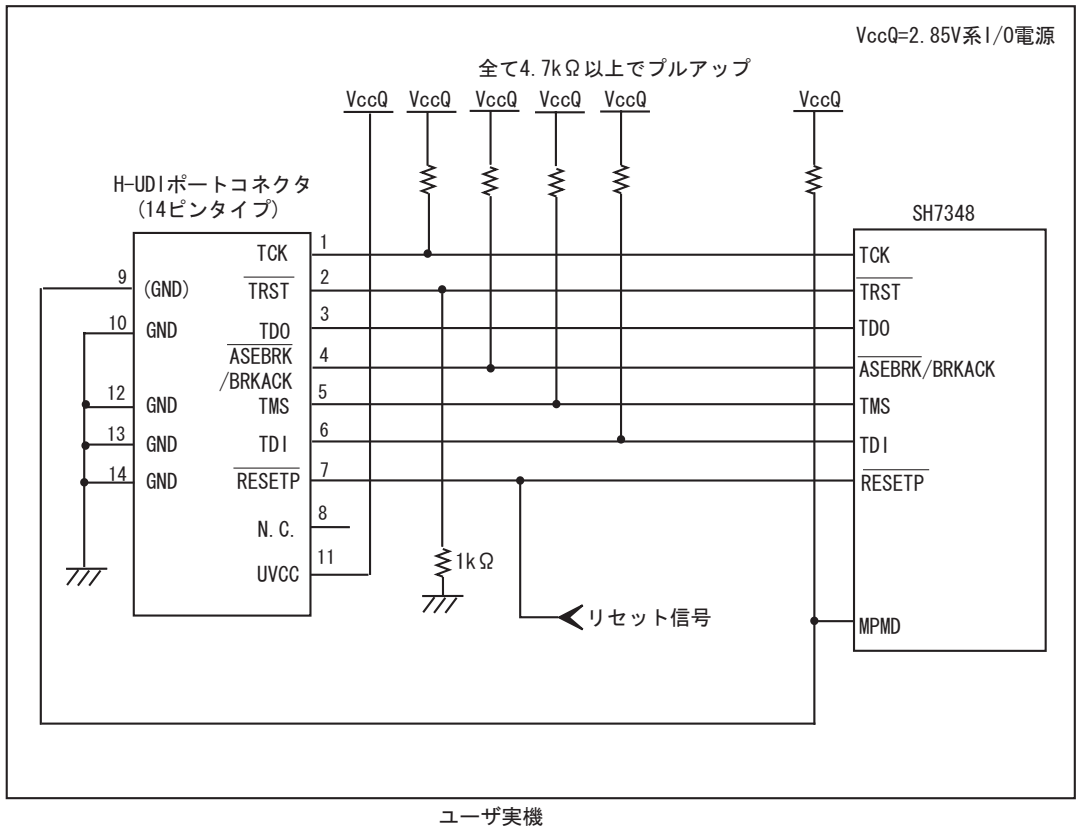 VccQ=2.85V系I/O電源
全て4.7kΩ以上でプルアップ
VccQ VccQ VccQ VccQ VccQ VccQ
H-UDIポートコネクタ
(14ピンタイプ)
SH7348
TCK 1 TCK
9 (GND) TRST 2 TRST
10 GND TDO 3 TDO
ASEBRK
/BRKACK 4 ASEBRK/BRKACK
12 GND TMS 5 TMS
13 GND TDI 6 TDI
14 GND RESETP 7 RESETP
N.C. 8
UVCC 11
1kΩ
リセット信号
MPMD
ユーザ実機